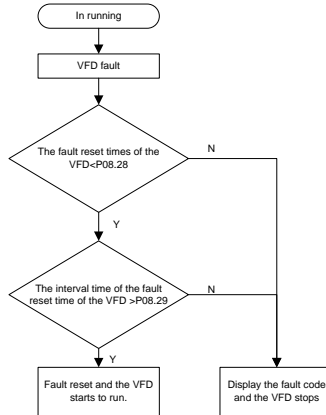 In running
VFD fault
The fault reset times of the
VFD<P08.28
N
Y
The interval time of the fault
reset time of the VFD >P08.29
N
Y
Fault reset and the VFD
starts to run.
Display the fault code
and the VFD stops